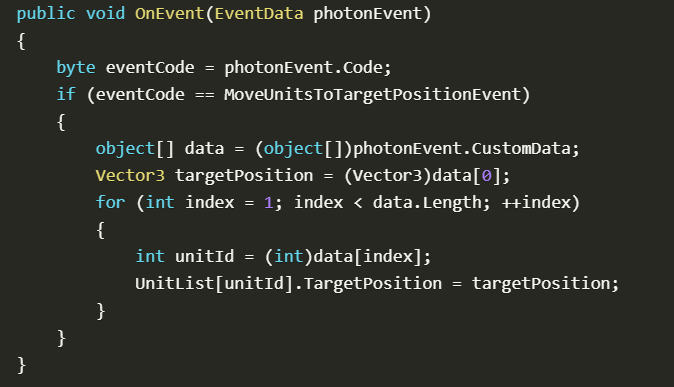 public void OnEvent(EventData photonEvent)
{
    byte eventCode = photonEvent.Code;
    if (eventCode == MoveUnitsToTargetPositionEvent)
    {
        object[] data = (object[])photonEvent.CustomData;
        Vector3 targetPosition = (Vector3)data[0];
        for (int index = 1; index < data.Length; ++index)
        {
            int unitId = (int)data[index];
            UnitList[unitId].TargetPosition = targetPosition;
        }
    }
}